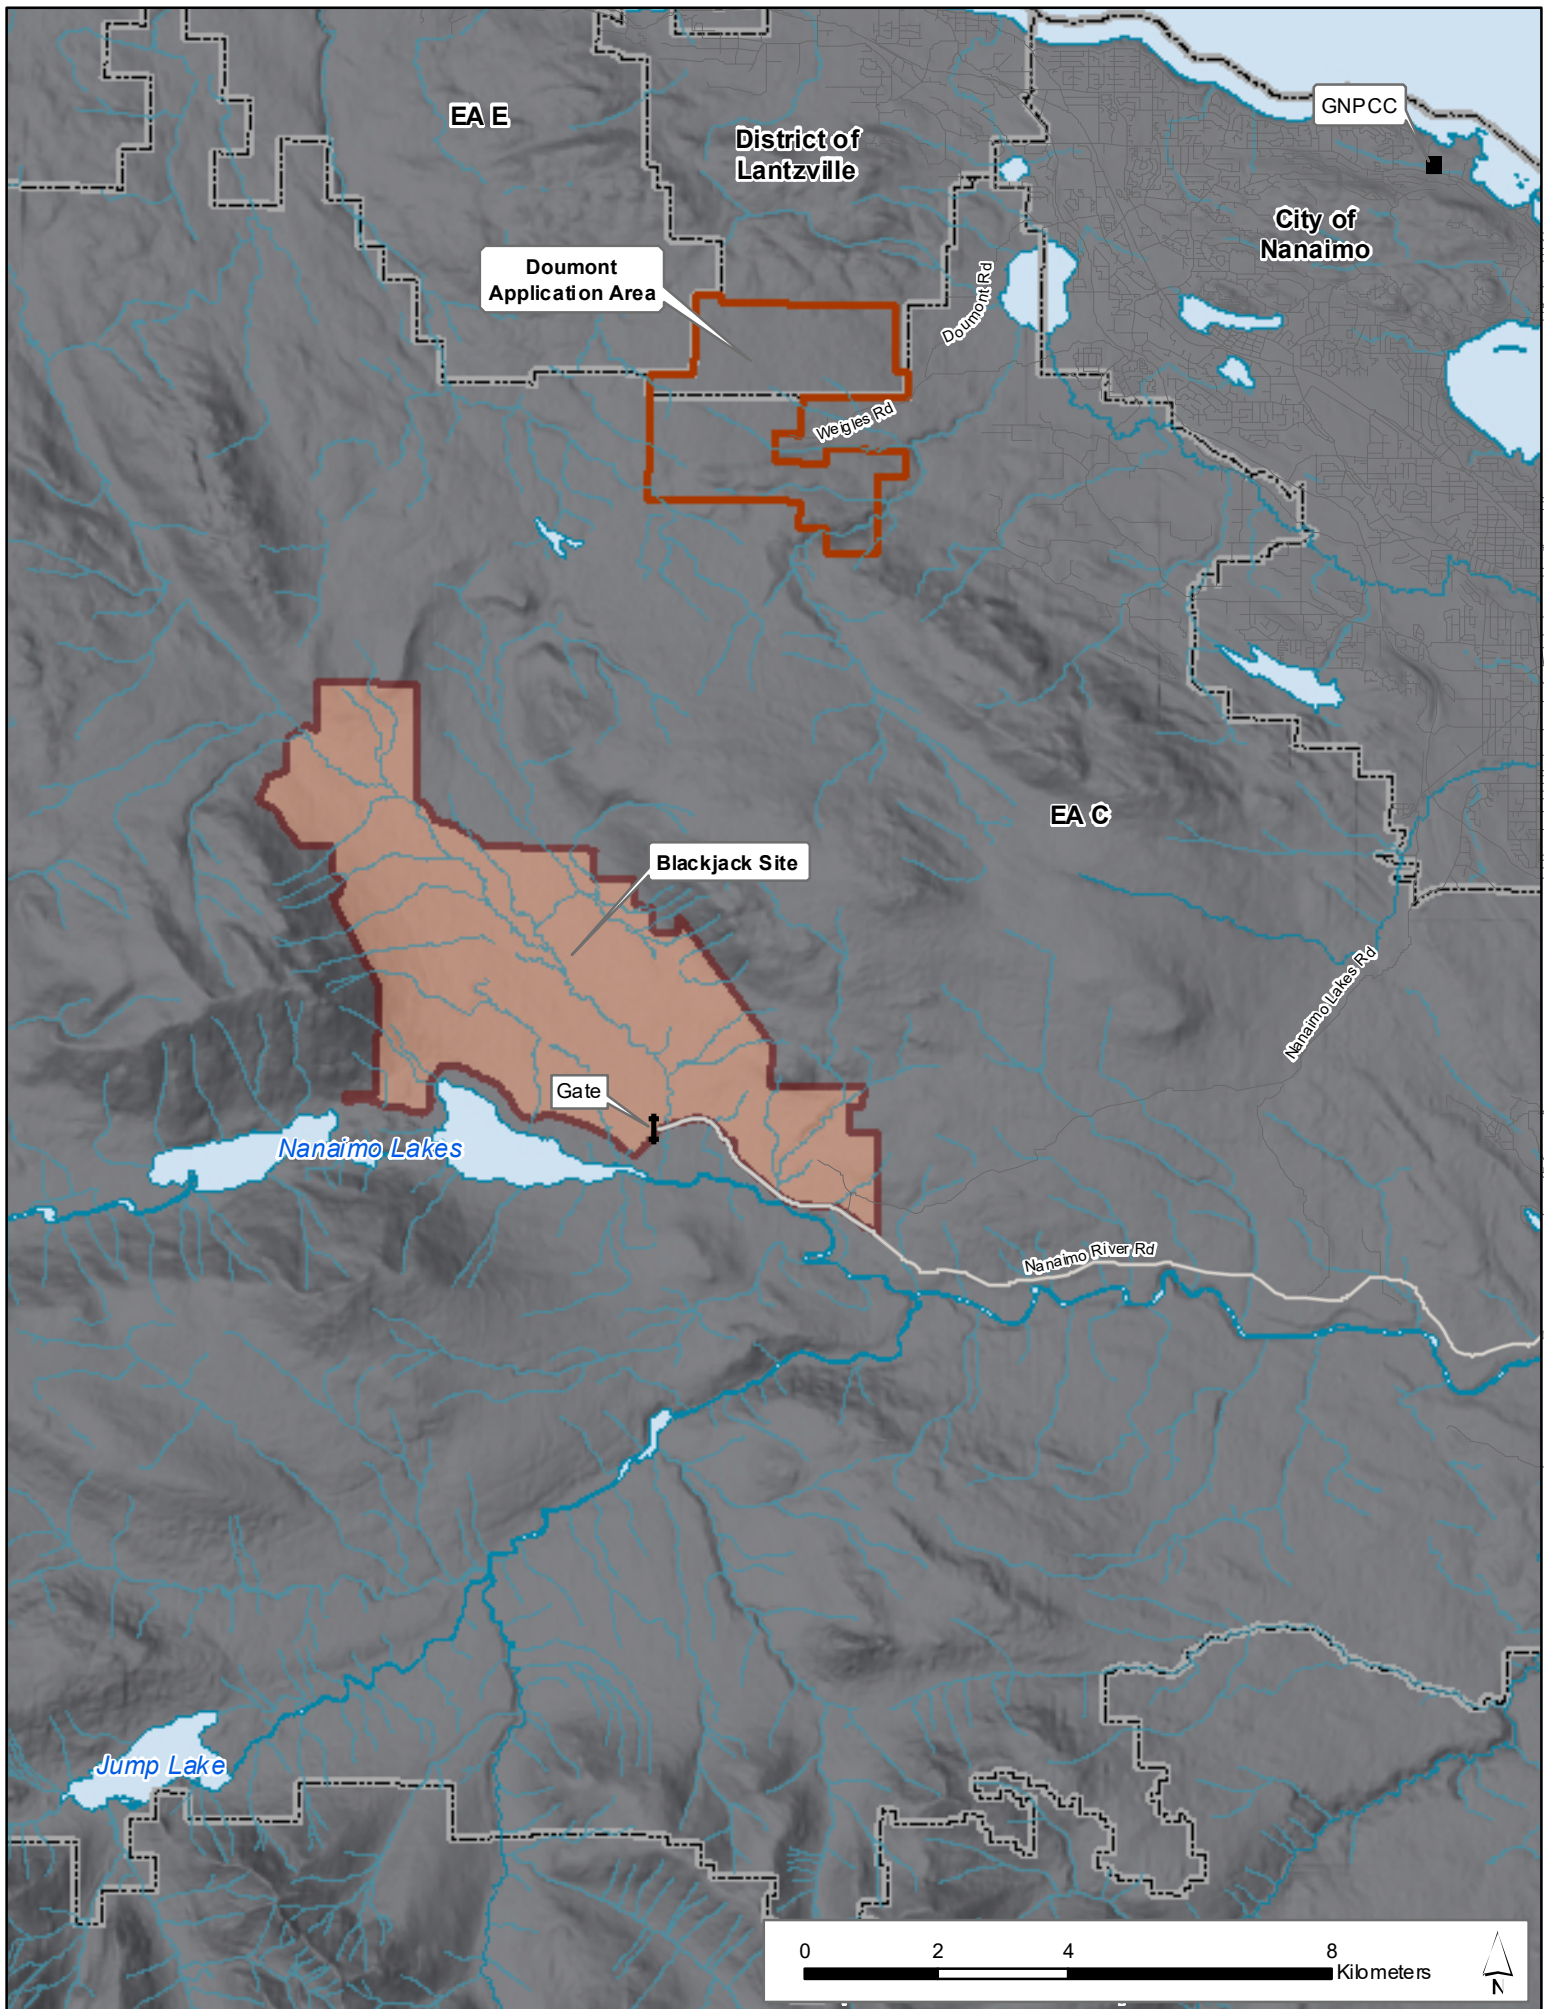 GNPCC
EA E
District of
Lantzville
City of
Nanaimo
Doumont
Application Area
Doumont Rd
Weigles Rd
EA C
Blackjack Site
Nanaimo Lakes Rd
Gate
Nanaimo Lakes
Nanaimo River Rd
Jump Lake
0 2 4 8
Kilometers
N